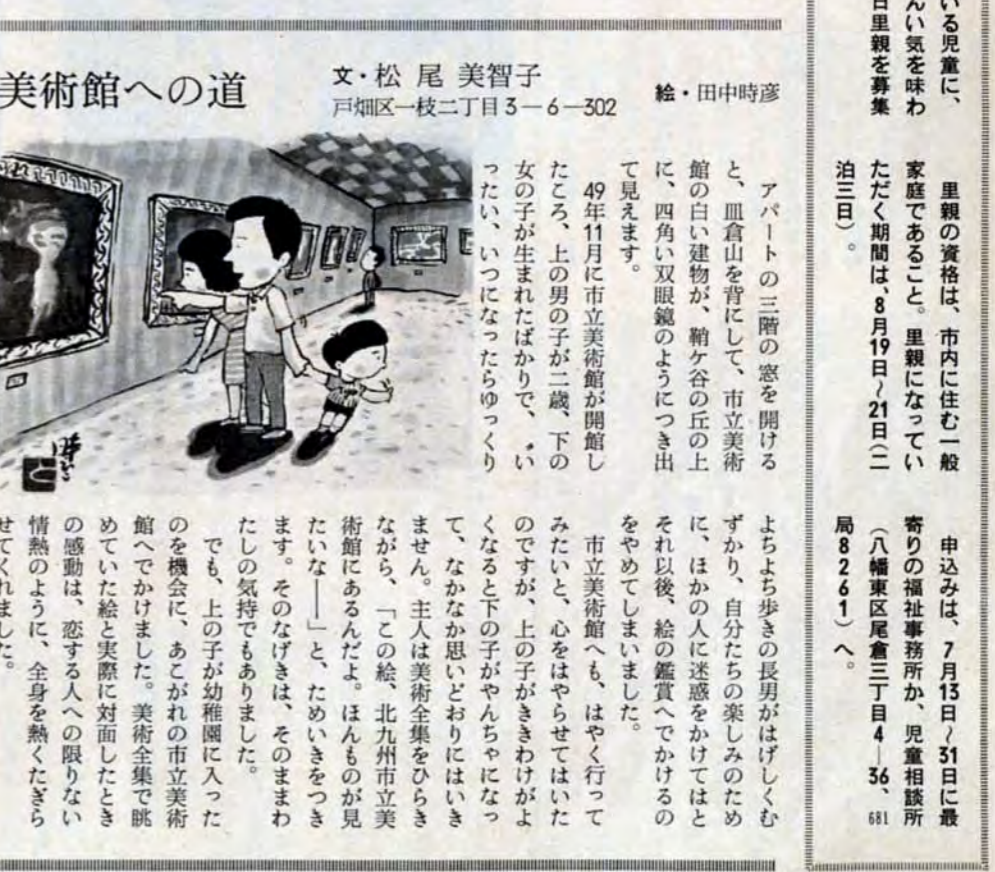 いる児童に、
んい気を味わ
日里親を募集
里親の資格は、市内に住む一般
家庭であること。里親になってい
ただく期間は、8月19日〜21日(二
泊三日)。
申込みは、7月13日〜31日に最
寄りの福祉事務所か、児童相談所
(八幡東区尾倉三丁目4―36、681
局8261)へ。
美術館への道
文・松尾美智子
戸畑区一枝二丁目3―6―302
絵・田中時彦
アパートの三階の窓を開ける
と、皿倉山を背にして、市立美術
館の白い建物が、鞘ケ谷の丘の上
に、四角い双眼鏡のようにつき出
て見えます。
49年11月に市立美術館が開館し
たころ、上の男の子が二歳、下の
女の子が生まれたばかりで、〝い
ったい、いつになったらゆっくり
よちよち歩きの長男がはげしくむ
ずかり、自分たちの楽しみのため
に、ほかの人に迷惑をかけてはと
それ以後、絵の鑑賞へでかけるの
をやめてしまいました。
市立美術館へも、はやく行って
みたいと、心をはやらせてはいた
のですが、上の子がききわけがよ
くなると下の子がやんちゃになっ
て、なかなか思いどおりにはいき
ません。主人は美術全集をひらき
ながら、「この絵、北九州市立美
術館にあるんだよ。ほんものが見
たいな――」と、ためいきをつき
ます。そのなげきは、そのままわ
たしの気持でもありました。
でも、上の子が幼稚園に入った
のを機会に、あこがれの市立美術
館へでかけました。美術全集で眺
めていた絵と実際に対面したとき
の感動は、恋する人への限りない
情熱のように、全身を熱くたぎら
せてくれました。